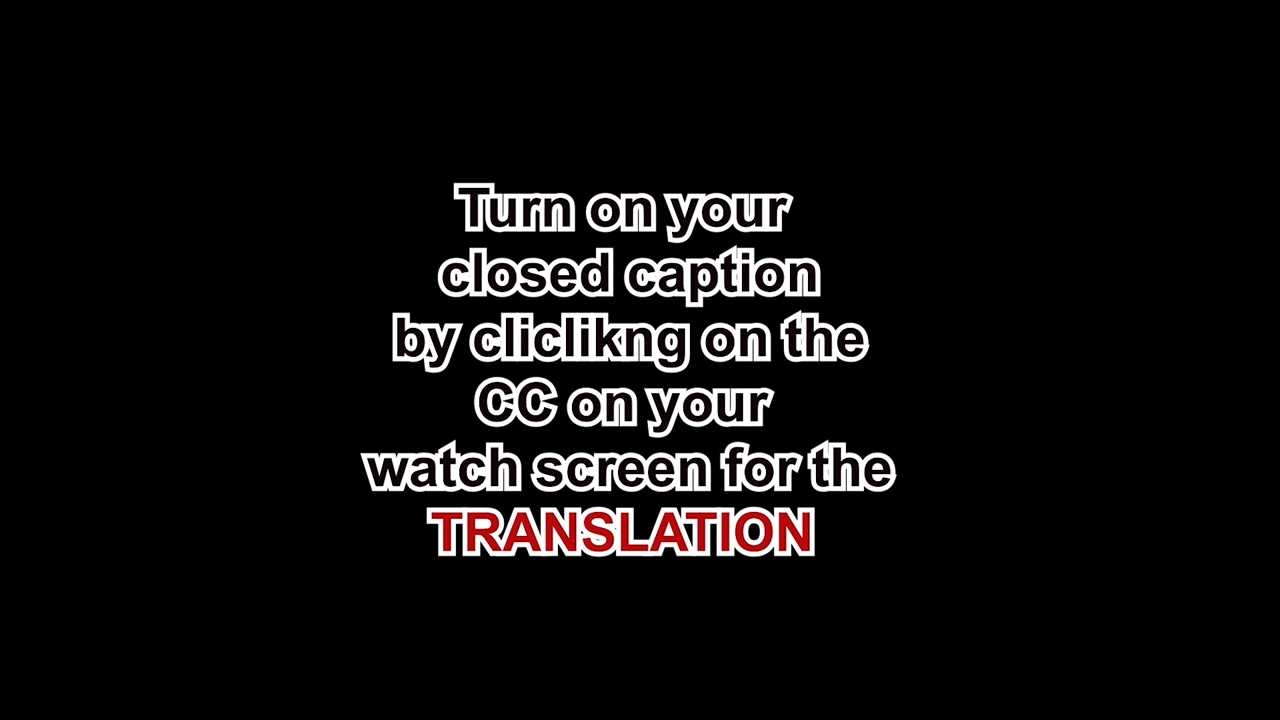 Turn on your
closed caption
by cliclikng on the
CC on your
watch screen for the
TRANSLATION